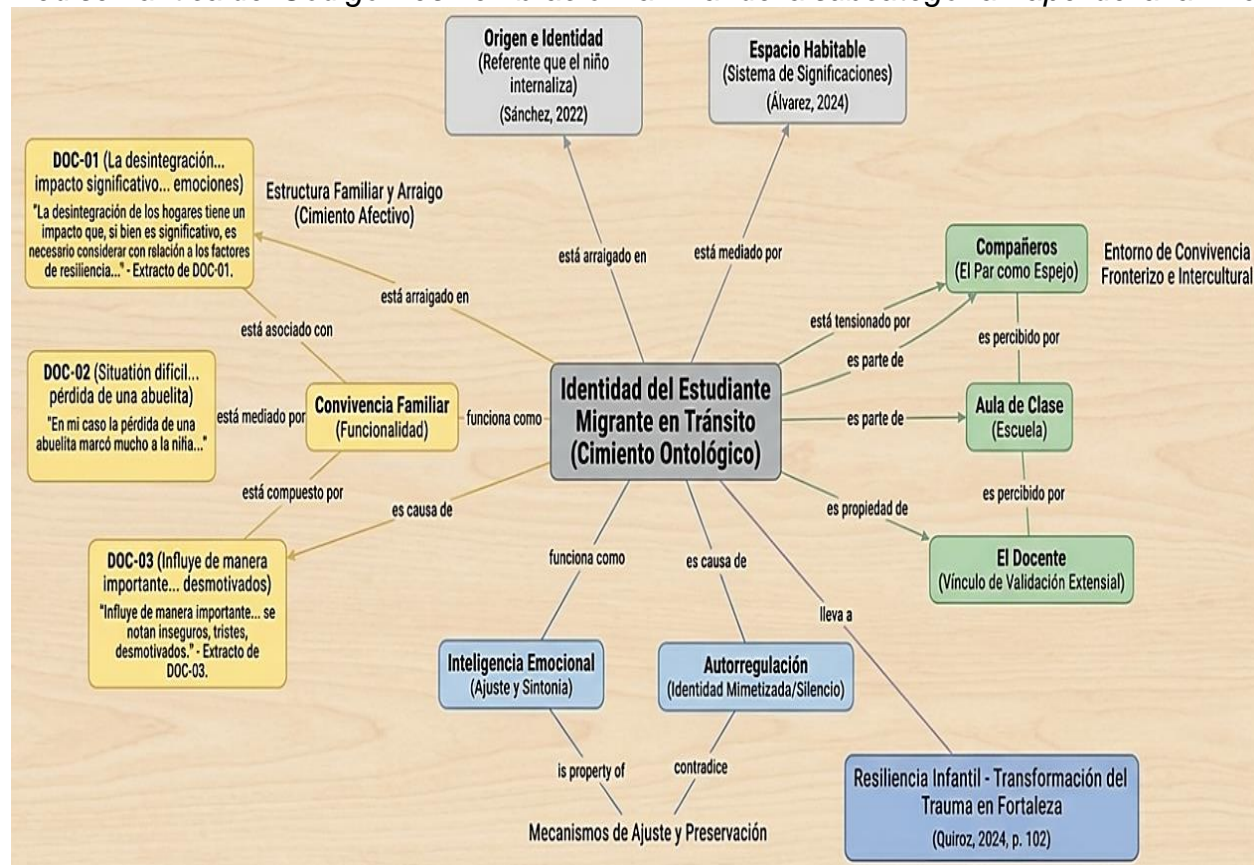 Origen e Identidad
(Referente que el niño
internaliza)
(Sánchez, 2022)
Espacio Habitable
(Sistema de Significaciones)
(Álvarez, 2024)
DOC-01 (La desintegración...
impacto significativo... emociones)
"La desintegración de los hogares tiene un
impacto que, si bien es significativo, es
necesario considerar con relación a los factores
de resiliencia..." - Extracto de DOC-01.
Estructura Familiar y Arraigo
(Cimiento Afectivo)
está arraigado en
está mediado por
Compañeros
(El Par como Espejo)
Entorno de Convivencia
Fronterizo e Intercultural
está arraigado en
está asociado con
está tensionado por
es parte de
es percibido por
DOC-02 (Situatión difícil...
pérdida de una abuelita)
"En mi caso la pérdida de una
abuelita marcó mucho a la niña..."
está mediado por
Convivencia Familiar
(Funcionalidad)
funciona como
Identidad del Estudiante
Migrante en Tránsito
(Cimiento Ontológico)
es parte de
Aula de Clase
(Escuela)
está compuesto por
es causa de
es propiedad de
es percibido por
DOC-03 (Influye de manera
importante... desmotivados)
"Influye de manera importante... se
notan inseguros, tristes,
desmotivados." - Extracto de
DOC-03.
funciona como
es causa de
El Docente
(Vínculo de Validación Extensial)
lleva a
Inteligencia Emocional
(Ajuste y Sintonia)
Autorregulación
(Identidad Mimetizada/Silencio)
is property of
contradice
Mecanismos de Ajuste y Preservación
Resiliencia Infantil - Transformación del
Trauma en Fortaleza
(Quiroz, 2024, p. 102)